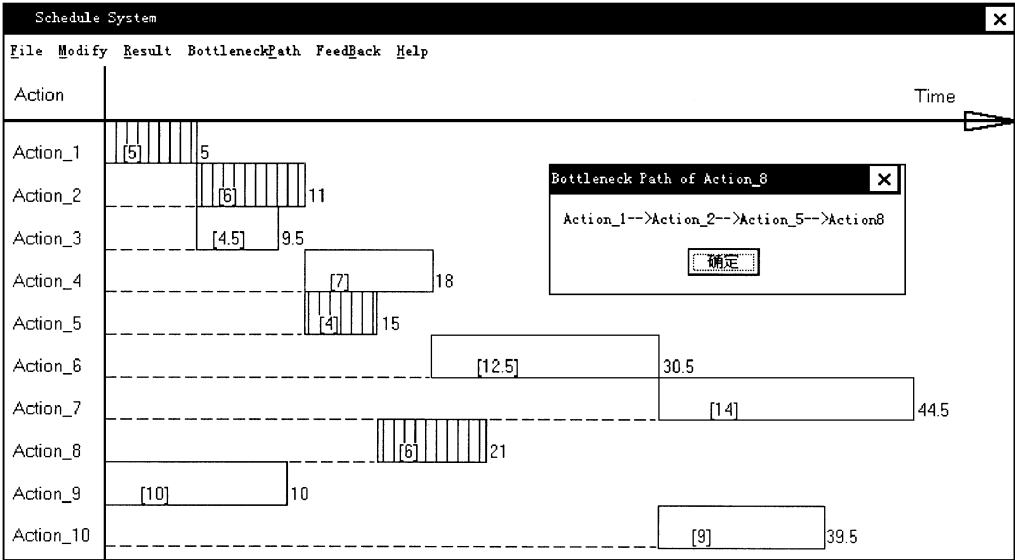 Schedule System
File Modify Result BottleneckPath FeedBack Help
Action
Time
Action_1 [5] 5
Action_2 [6] 11
Action_3 [4.5] 9.5
Action_4 [7] 18
Action_5 [4] 15
Action_6 [12.5] 30.5
Action_7 [14] 44.5
Action_8 [6] 21
Action_9 [10] 10
Action_10 [9] 39.5
Bottleneck Path of Action_8
Action_1-->Action_2-->Action_5-->Action8
确定